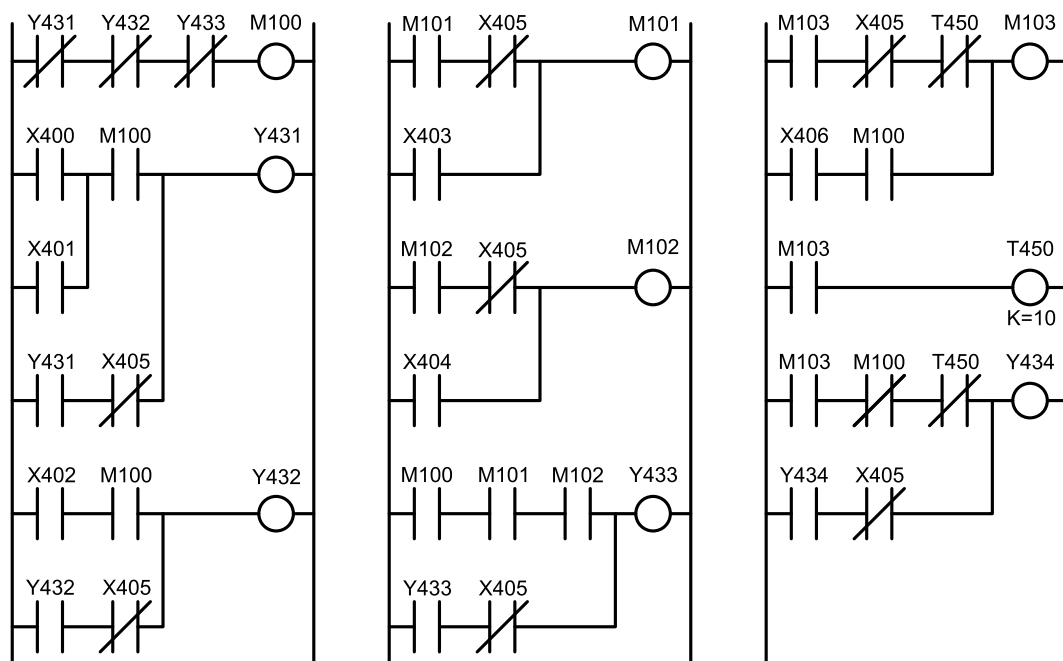 Y431 Y432 Y433 M100
X400 M100 Y431
X401
Y431 X405
X402 M100 Y432
Y432 X405
M101 X405 M101
X403
M102 X405 M102
X404
M100 M101 M102 Y433
Y433 X405
M103 X405 T450 M103
X406 M100
M103 T450
K=10
M103 M100 T450 Y434
Y434 X405